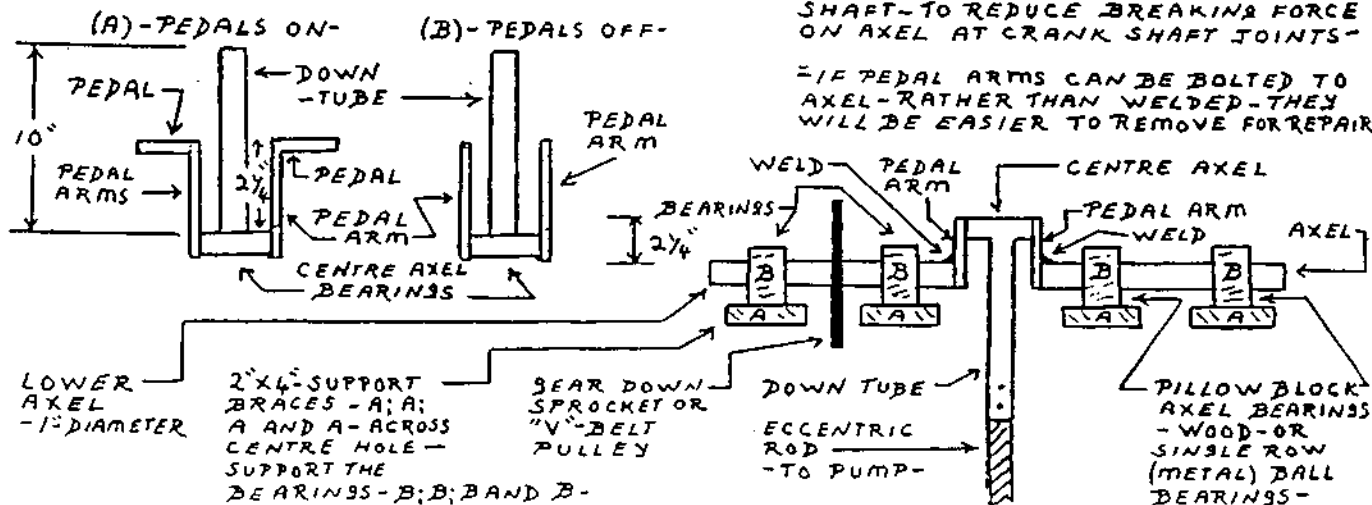 (A)-PEDALS ON-
(B)-PEDALS OFF-
SHAFT-TO REDUCE BREAKING FORCE
ON AXEL AT CRANK SHAFT JOINTS-
-IF PEDAL ARMS CAN BE BOLTED TO
AXEL-RATHER THAN WELDED-THEY
WILL BE EASIER TO REMOVE FOR REPAIR
10"
PEDAL
DOWN
-TUBE
PEDAL
ARM
PEDAL
ARMS
2¼"
PEDAL
PEDAL
ARM
CENTRE AXEL
BEARINGS
WELD
PEDAL
ARM
CENTRE AXEL
BEARINGS
2¼"
PEDAL ARM
WELD
AXEL
B
B
B
B
A
A
A
A
LOWER
AXEL
-1" DIAMETER
2"X4"-SUPPORT
BRACES - A; A;
A AND A- ACROSS
CENTRE HOLE-
SUPPORT THE
BEARINGS-B; B; B AND B-
GEAR DOWN
SPROCKET OR
"V"-BELT
PULLEY
DOWN TUBE
ECCENTRIC
ROD
-TO PUMP-
PILLOW BLOCK
AXEL BEARINGS
-WOOD-OR
SINGLE ROW
(METAL) BALL
BEARINGS-